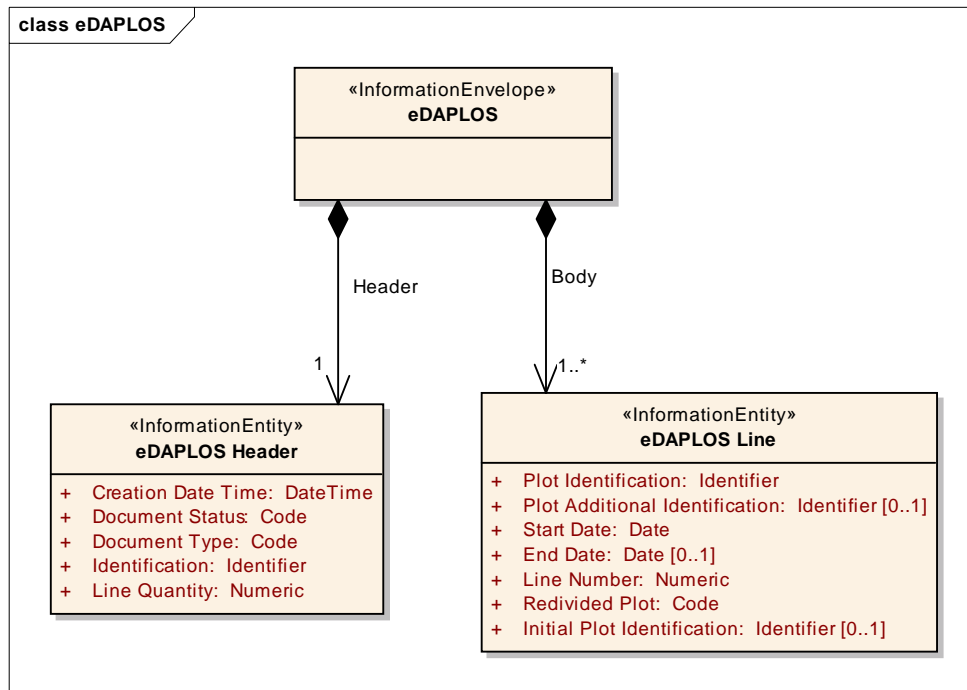 class eDAPLOS
«InformationEnvelope»
eDAPLOS
Header
Body
1
1..*
«InformationEntity»
eDAPLOS Header
+ Creation Date Time: DateTime
+ Document Status: Code
+ Document Type: Code
+ Identification: Identifier
+ Line Quantity: Numeric
«InformationEntity»
eDAPLOS Line
+ Plot Identification: Identifier
+ Plot Additional Identification: Identifier [0..1]
+ Start Date: Date
+ End Date: Date [0..1]
+ Line Number: Numeric
+ Redivided Plot: Code
+ Initial Plot Identification: Identifier [0..1]